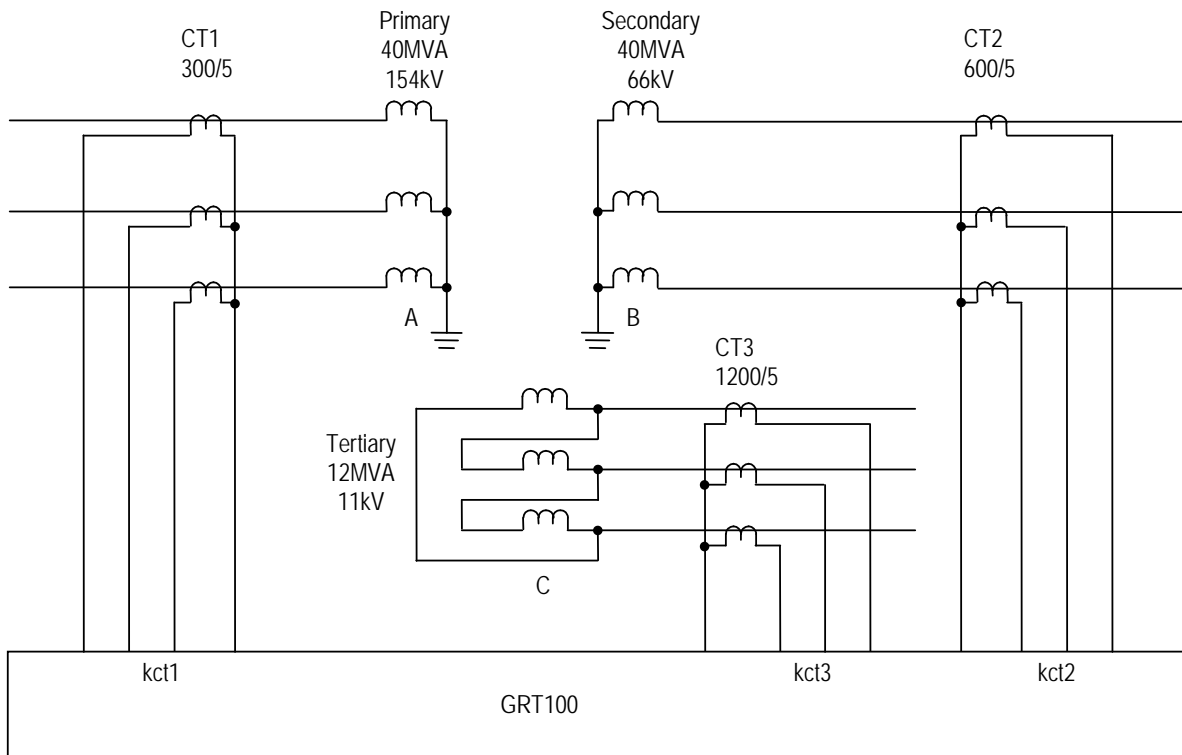 CT1
300/5
Primary
40MVA
154kV
Secondary
40MVA
66kV
CT2
600/5
A
B
CT3
1200/5
Tertiary
12MVA
11kV
C
kct1
kct3
kct2
GRT100